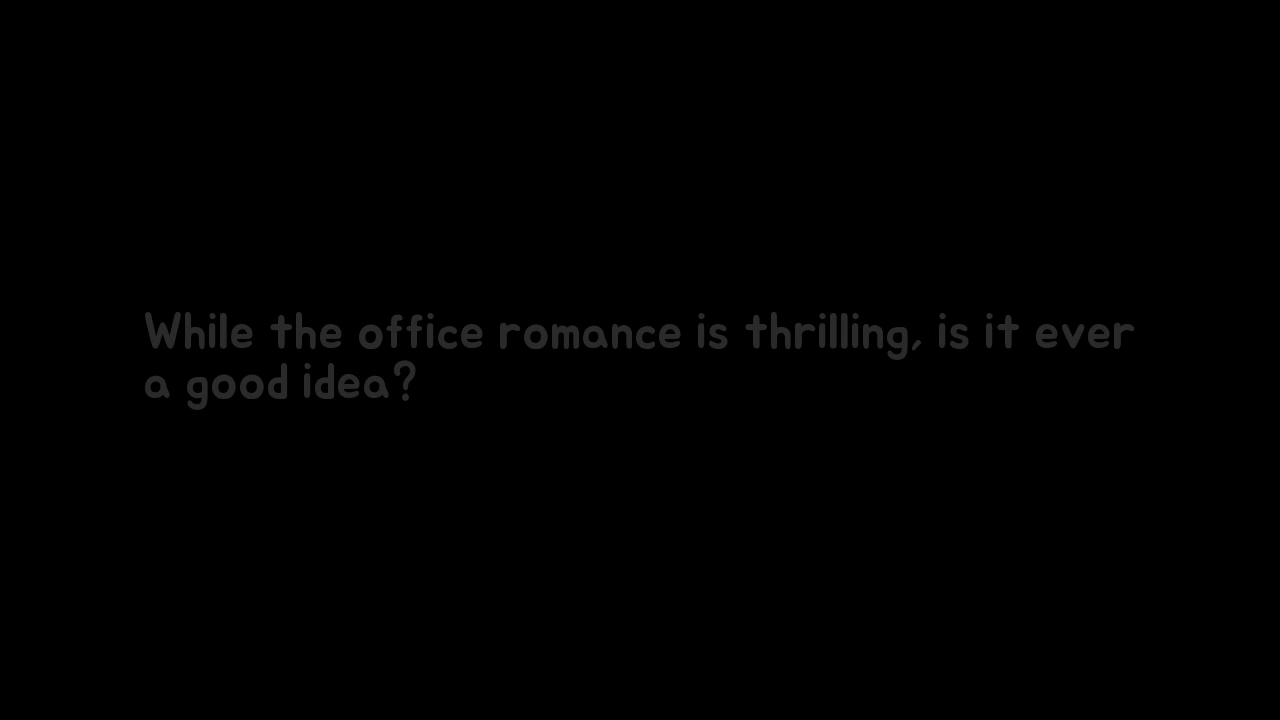 While the office romance is thrilling, is it ever
a good idea?